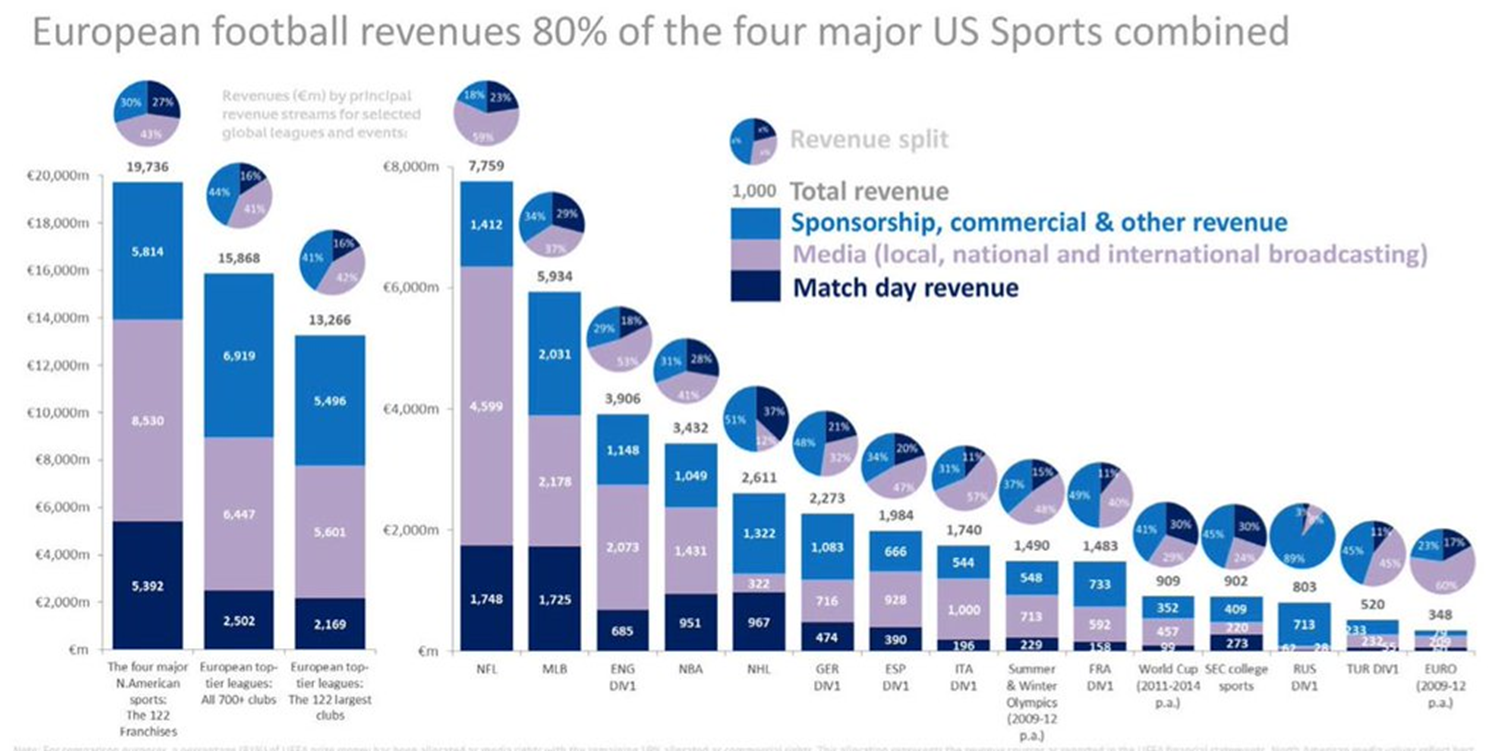 European football revenues 80% of the four major US Sports combined
Revenues (€m) by principal
revenue streams for selected
global leagues and events:
Revenue split
1,000 Total revenue
Sponsorship, commercial & other revenue
Media (local, national and international broadcasting)
Match day revenue
€20,000m
€18,000m
€16,000m
€14,000m
€12,000m
€10,000m
€8,000m
€6,000m
€4,000m
€2,000m
€m
30% 27%
43%
19,736
5,814
8,530
5,392
The four major
N.American
sports:
The 122
Franchises
44% 16%
41%
15,868
6,919
6,447
2,502
European top-
tier leagues:
All 700+ clubs
41% 16%
42%
13,266
5,496
5,601
2,169
European top-
tier leagues:
The 122 largest
clubs
€8,000m
€6,000m
€4,000m
€2,000m
€m
18% 23%
59%
7,759
1,412
4,599
1,748
NFL
34% 29%
37%
5,934
2,031
2,178
1,725
MLB
29% 18%
53%
3,906
1,148
2,073
685
ENG
DIV1
31% 28%
41%
3,432
1,049
1,431
951
NBA
51% 37%
12%
2,611
1,322
322
967
NHL
48% 21%
32%
2,273
1,083
716
474
GER
DIV1
34% 20%
47%
1,984
666
928
390
ESP
DIV1
31% 11%
57%
1,740
544
1,000
196
ITA
DIV1
37% 15%
48%
1,490
548
713
229
Summer
& Winter
Olympics
(2009-12
p.a.)
49% 11%
40%
1,483
733
592
158
FRA
DIV1
41% 30%
29%
909
352
457
99
World Cup
(2011-2014
p.a.)
45% 30%
24%
902
409
220
273
SEC college
sports
3%
89%
803
713
62 28
RUS
DIV1
45% 11%
45%
520
233
232
55
TUR DIV1
23% 17%
60%
348
79
209
EURO
(2009-12
p.a.)